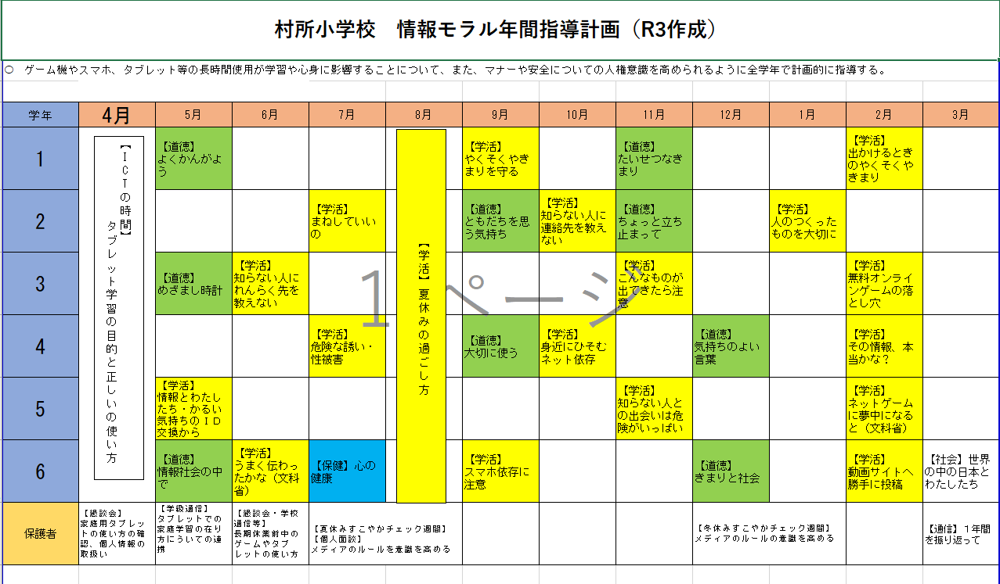 村所小学校　情報モラル年間指導計画（R3作成）
○　ゲーム機やスマホ、タブレット等の長時間使用が学習や心身に影響することについて、また、マナーや安全についての人権意識を高められるように全学年で計画的に指導する。
学年
4月
5月
6月
7月
8月
9月
10月
11月
12月
1月
2月
3月
【ＩＣＴの時間】
タブレット学習の目的と正しいの使い方
【学活】夏休みの過ごし方
1
【道徳】
よくかんがよ
う
【学活】
やくそくやき
まりを守る
【道徳】
たいせつなき
まり
【学活】
出かけるとき
のやくそくや
きまり
2
【学活】
まねしていい
の
【道徳】
ともだちを思
う気持ち
【学活】
知らない人に
連絡先を教え
ない
【道徳】
ちょっと立ち
止まって
【学活】
人のつくった
ものを大切に
3
【道徳】
めざまし時計
【学活】
知らない人に
れんらく先を
教えない
【学活】
こんなものが
出てきたら注
意
【学活】
無料オンライ
ンゲームの落
とし穴
1 ページ
4
【学活】
危険な誘い・
性被害
【道徳】
大切に使う
【学活】
身近にひそむ
ネット依存
【道徳】
気持ちのよい
言葉
【学活】
その情報、本
当かな？
5
【学活】
情報とわたし
たち・かるい
気持ちのＩＤ
交換から
【学活】
知らない人と
の出会いは危
険がいっぱい
【学活】
ネットゲーム
に夢中になる
と（文科省）
6
【道徳】
情報社会の中
で
【学活】
うまく伝わっ
たかな（文科
省）
【保健】心の
健康
【学活】
スマホ依存に
注意
【道徳】
きまりと社会
【学活】
動画サイトへ
勝手に投稿
【社会】世界
の中の日本と
わたしたち
保護者
【懇談会】
家庭用タブレッ
トの使い方の確
認、個人情報の
取扱い
【学級通信】
タブレットでの
家庭学習の在り
方にういての連
携
【懇談会・学校
通信等】
長期休業前中の
ゲームやタブ
レットの使い方
【夏休みすこやかチェック週間】
【個人面談】
メディアのルールを意識を高める
【冬休みすこやかチェック週間】
メディアのルールの意識を高める
【通信】１年間
を振り返って